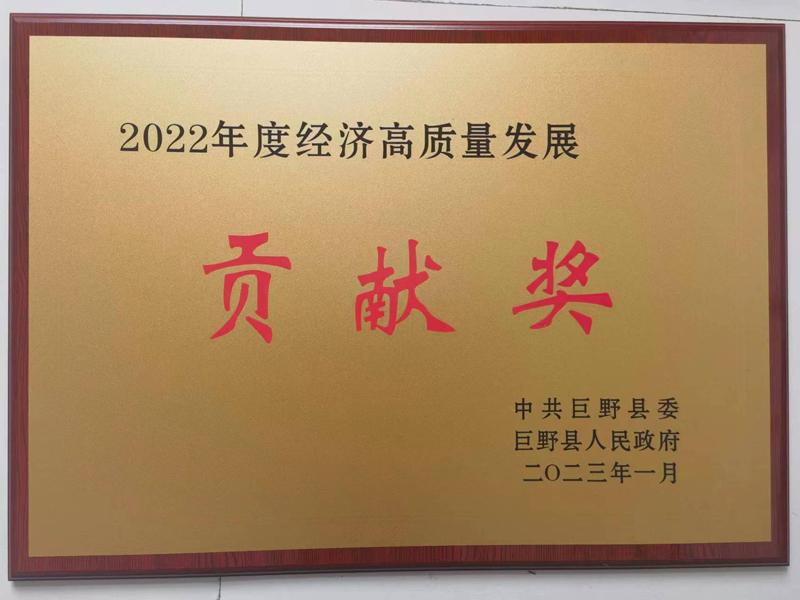 2022年度经济高质量发展
贡献奖
中共巨野县委
巨野县人民政府
二〇二三年一月